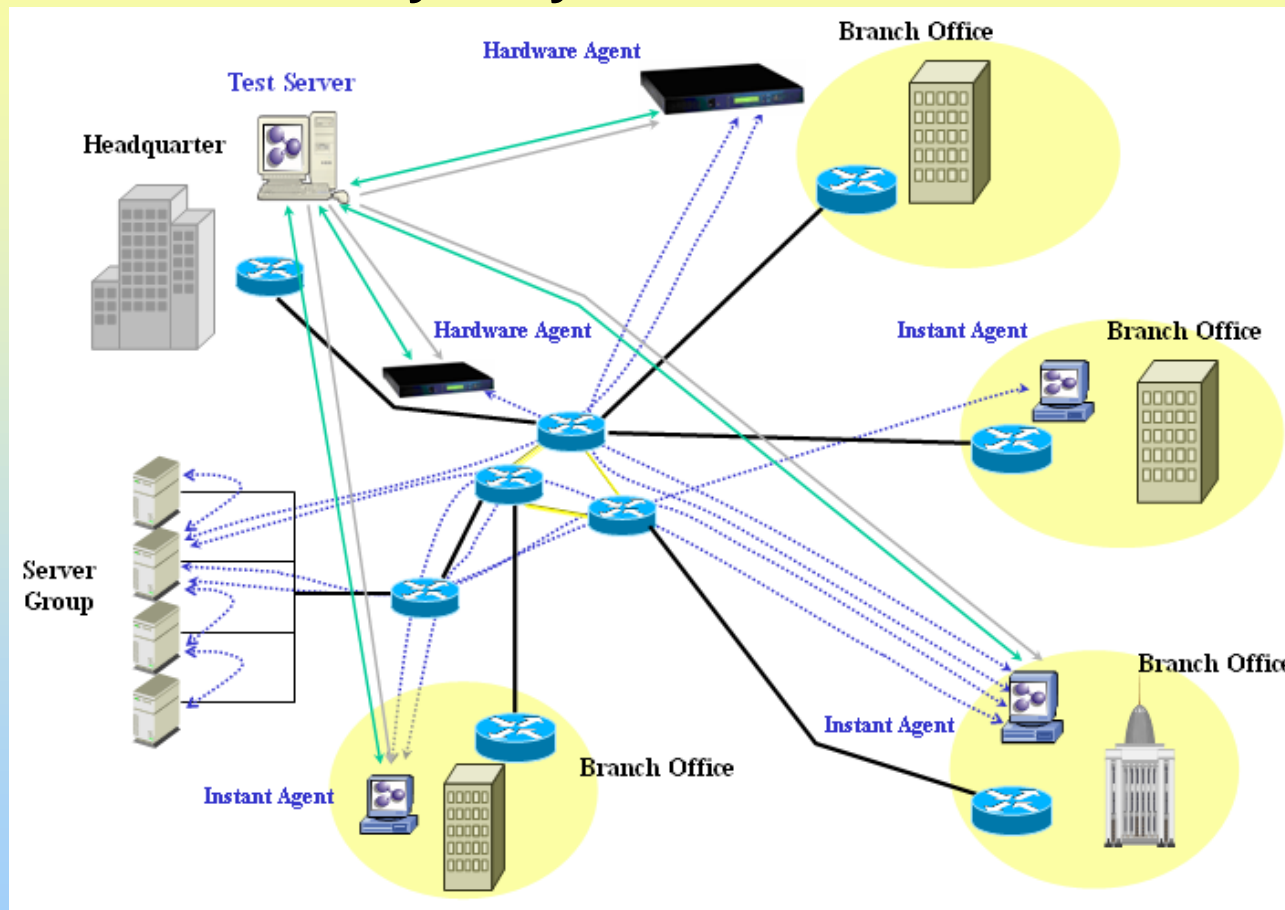 Branch Office
Hardware Agent
Test Server
Headquarter
Hardware Agent
Instant Agent
Branch Office
Server
Group
Branch Office
Instant Agent
Branch Office
Instant Agent